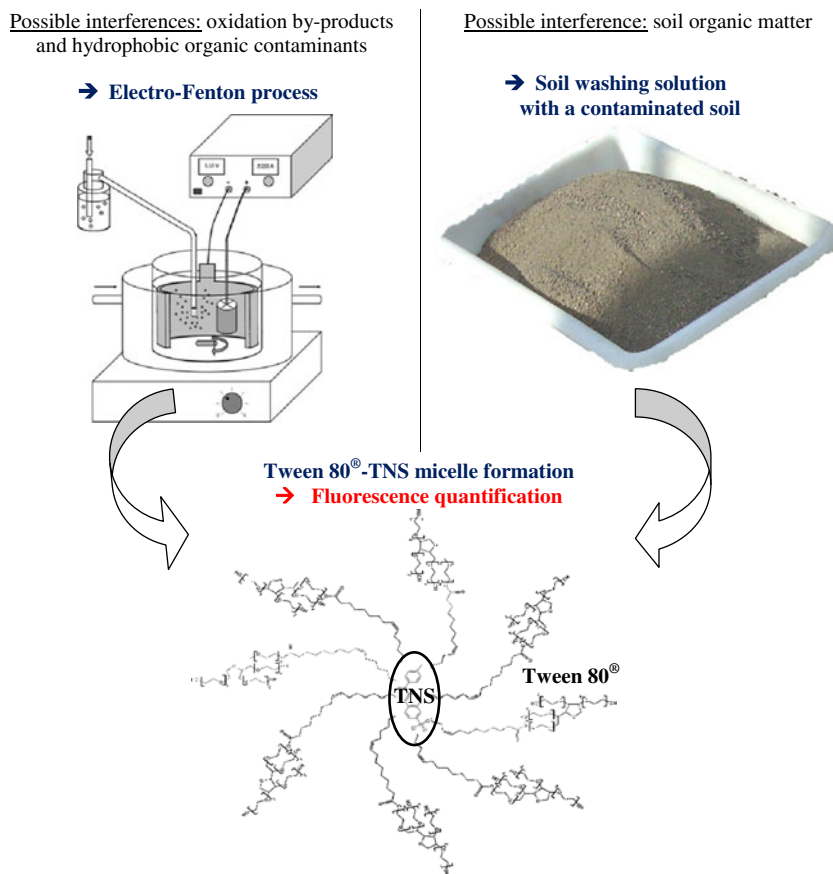 Possible interferences: oxidation by-products
and hydrophobic organic contaminants
➔ Electro-Fenton process
Possible interference: soil organic matter
➔ Soil washing solution
with a contaminated soil
Tween 80®-TNS micelle formation
➔ Fluorescence quantification
TNS
Tween 80®